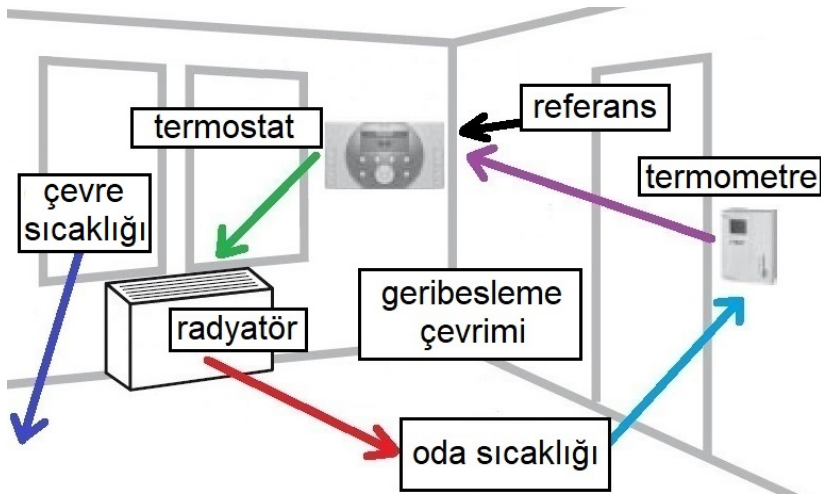 referans
termostat
termometre
çevre
sıcaklığı
geribesleme
çevrimi
radyatör
oda sıcaklığı